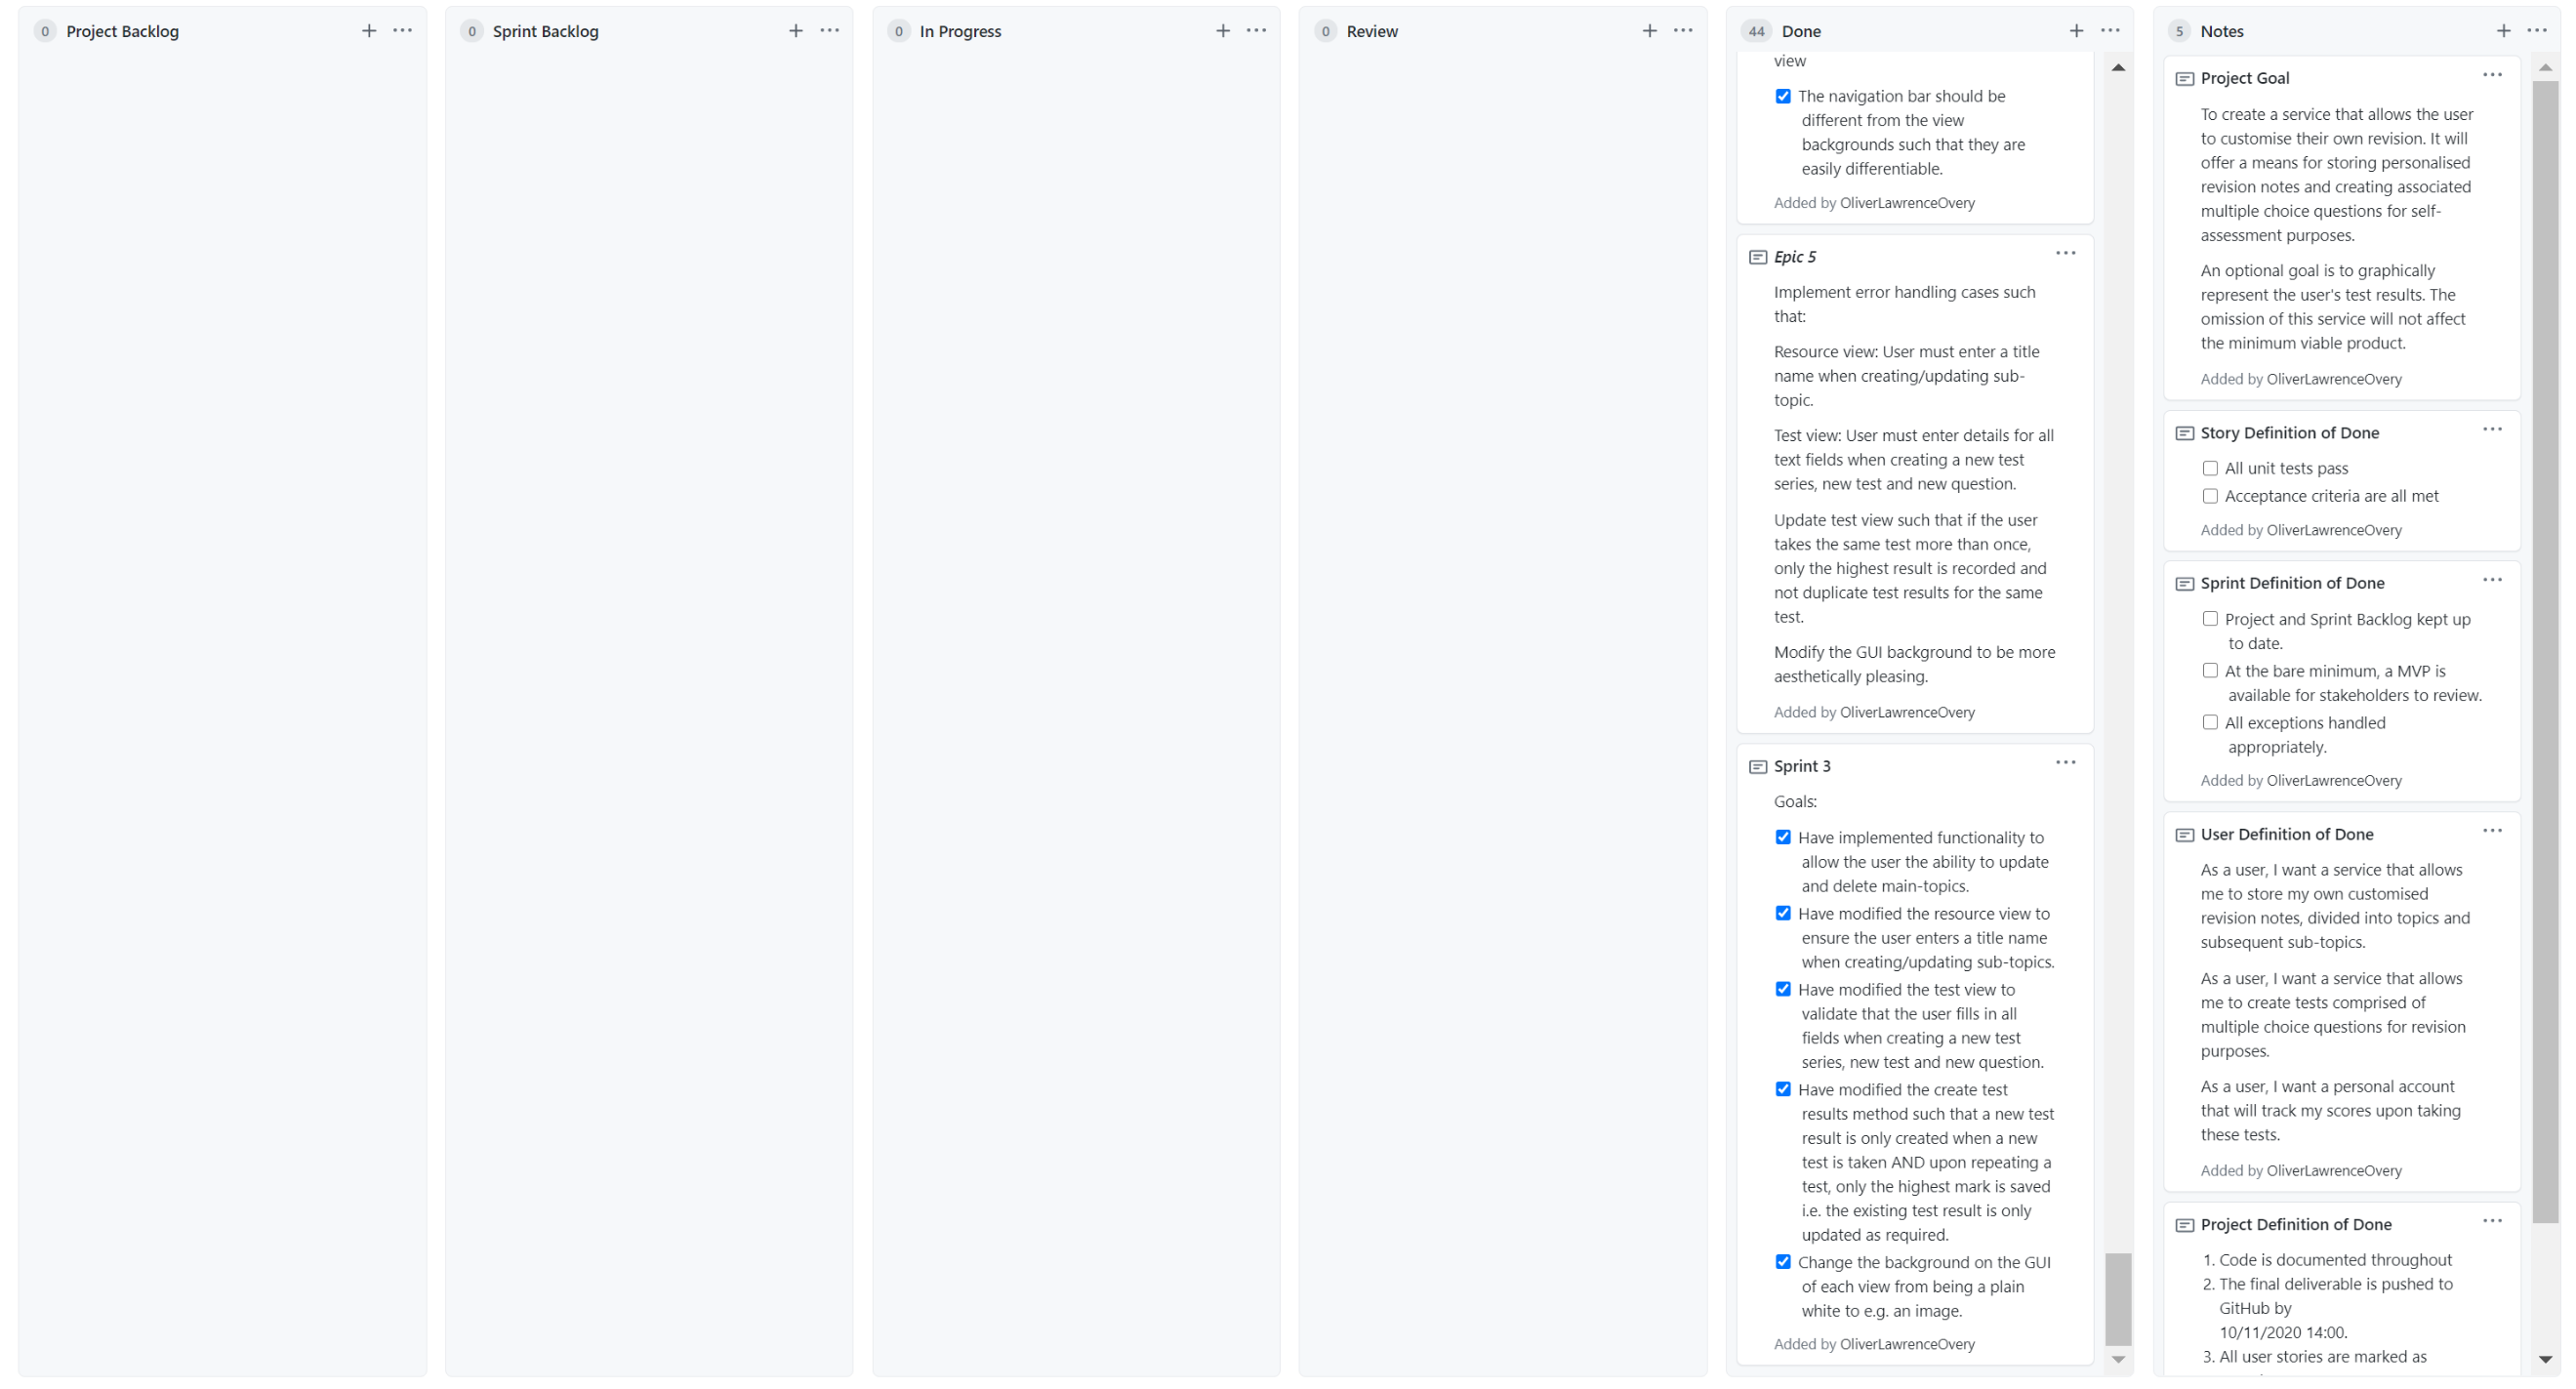 0 Project Backlog
0 Sprint Backlog
0 In Progress
0 Review
44 Done
view
The navigation bar should be
different from the view
backgrounds such that they are
easily differentiable.
Added by OliverLawrenceOvery
Epic 5
Implement error handling cases such
that:
Resource view: User must enter a title
name when creating/updating sub-
topic.
Test view: User must enter details for all
text fields when creating a new test
series, new test and new question.
Update test view such that if the user
takes the same test more than once,
only the highest result is recorded and
not duplicate test results for the same
test.
Modify the GUI background to be more
aesthetically pleasing.
Added by OliverLawrenceOvery
Sprint 3
Goals:
Have implemented functionality to
allow the user the ability to update
and delete main-topics.
Have modified the resource view to
ensure the user enters a title name
when creating/updating sub-topics.
Have modified the test view to
validate that the user fills in all
fields when creating a new test
series, new test and new question.
Have modified the create test
results method such that a new test
result is only created when a new
test is taken AND upon repeating a
test, only the highest mark is saved
i.e. the existing test result is only
updated as required.
Change the background on the GUI
of each view from being a plain
white to e.g. an image.
Added by OliverLawrenceOvery
5 Notes
Project Goal
To create a service that allows the user
to customise their own revision. It will
offer a means for storing personalised
revision notes and creating associated
multiple choice questions for self-
assessment purposes.
An optional goal is to graphically
represent the user's test results. The
omission of this service will not affect
the minimum viable product.
Added by OliverLawrenceOvery
Story Definition of Done
All unit tests pass
Acceptance criteria are all met
Added by OliverLawrenceOvery
Sprint Definition of Done
Project and Sprint Backlog kept up
to date.
At the bare minimum, a MVP is
available for stakeholders to review.
All exceptions handled
appropriately.
Added by OliverLawrenceOvery
User Definition of Done
As a user, I want a service that allows
me to store my own customised
revision notes, divided into topics and
subsequent sub-topics.
As a user, I want a service that allows
me to create tests comprised of
multiple choice questions for revision
purposes.
As a user, I want a personal account
that will track my scores upon taking
these tests.
Added by OliverLawrenceOvery
Project Definition of Done
1. Code is documented throughout
2. The final deliverable is pushed to
GitHub by
10/11/2020 14:00.
3. All user stories are marked as